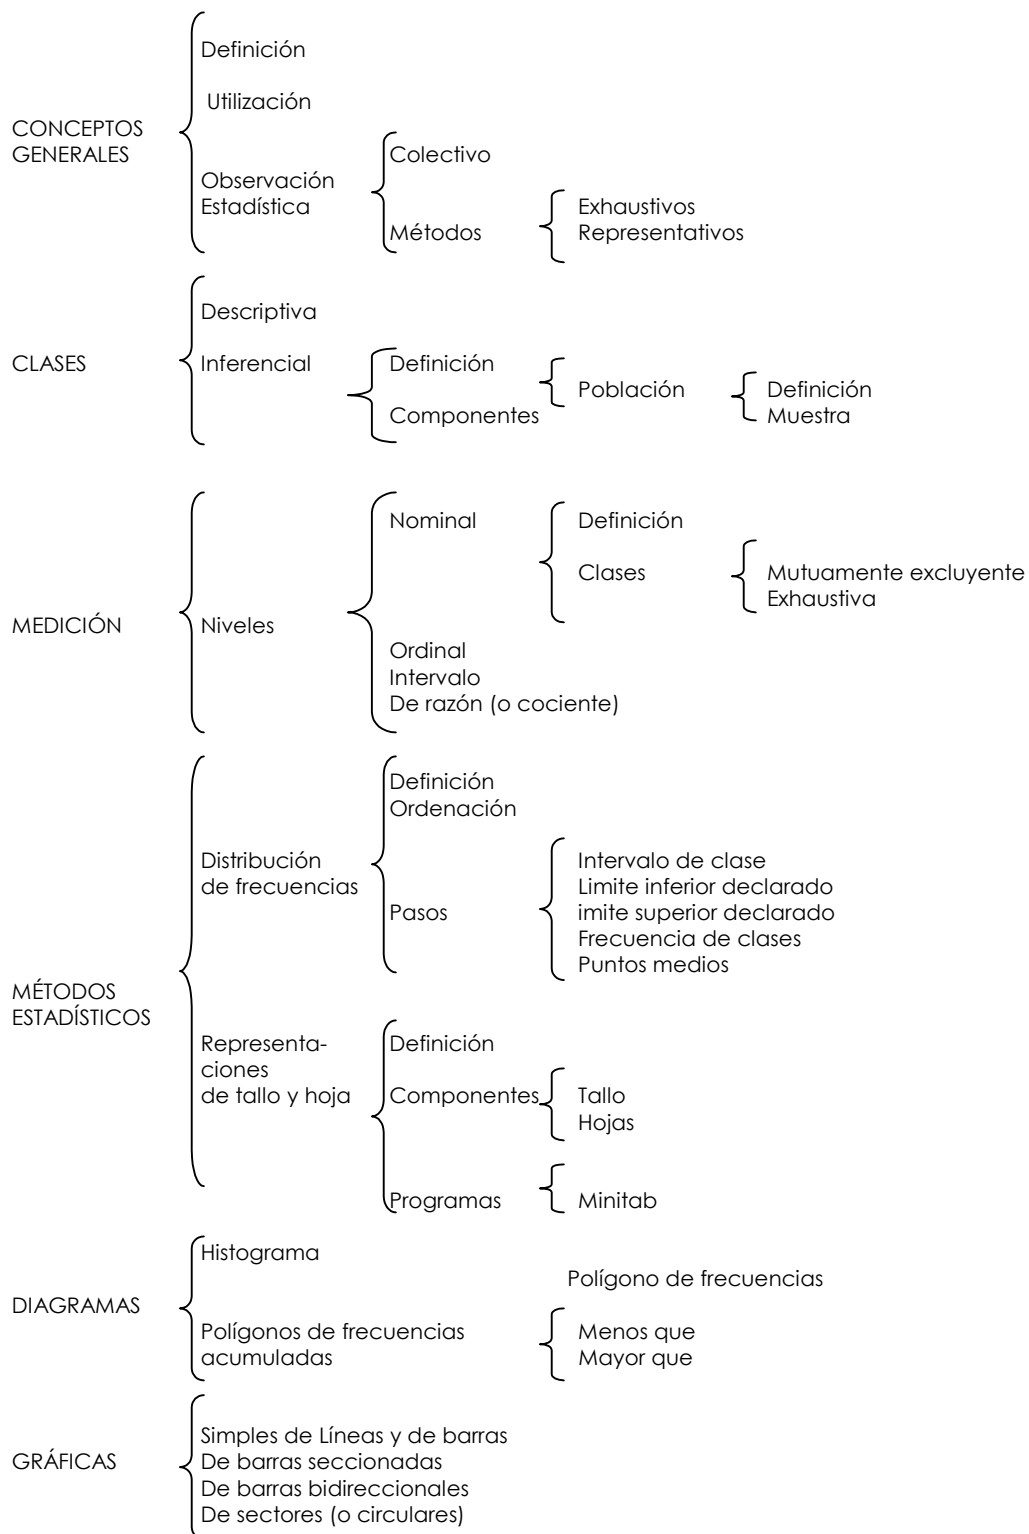 Definición
Utilización
CONCEPTOS
GENERALES
Observación
Estadística
Colectivo
Métodos
Exhaustivos
Representativos
CLASES
Descriptiva
Inferencial
Definición
Componentes
Población
Definición
Muestra
MEDICIÓN
Niveles
Nominal
Definición
Clases
Mutuamente excluyente
Exhaustiva
Ordinal
Intervalo
De razón (o cociente)
MÉTODOS
ESTADÍSTICOS
Distribución
de frecuencias
Definición
Ordenación
Pasos
Intervalo de clase
Limite inferior declarado
imite superior declarado
Frecuencia de clases
Puntos medios
Representa-
ciones
de tallo y hoja
Definición
Componentes
Tallo
Hojas
Programas
Minitab
DIAGRAMAS
Histograma
Polígono de frecuencias
Polígonos de frecuencias
acumuladas
Menos que
Mayor que
GRÁFICAS
Simples de Líneas y de barras
De barras seccionadas
De barras bidireccionales
De sectores (o circulares)